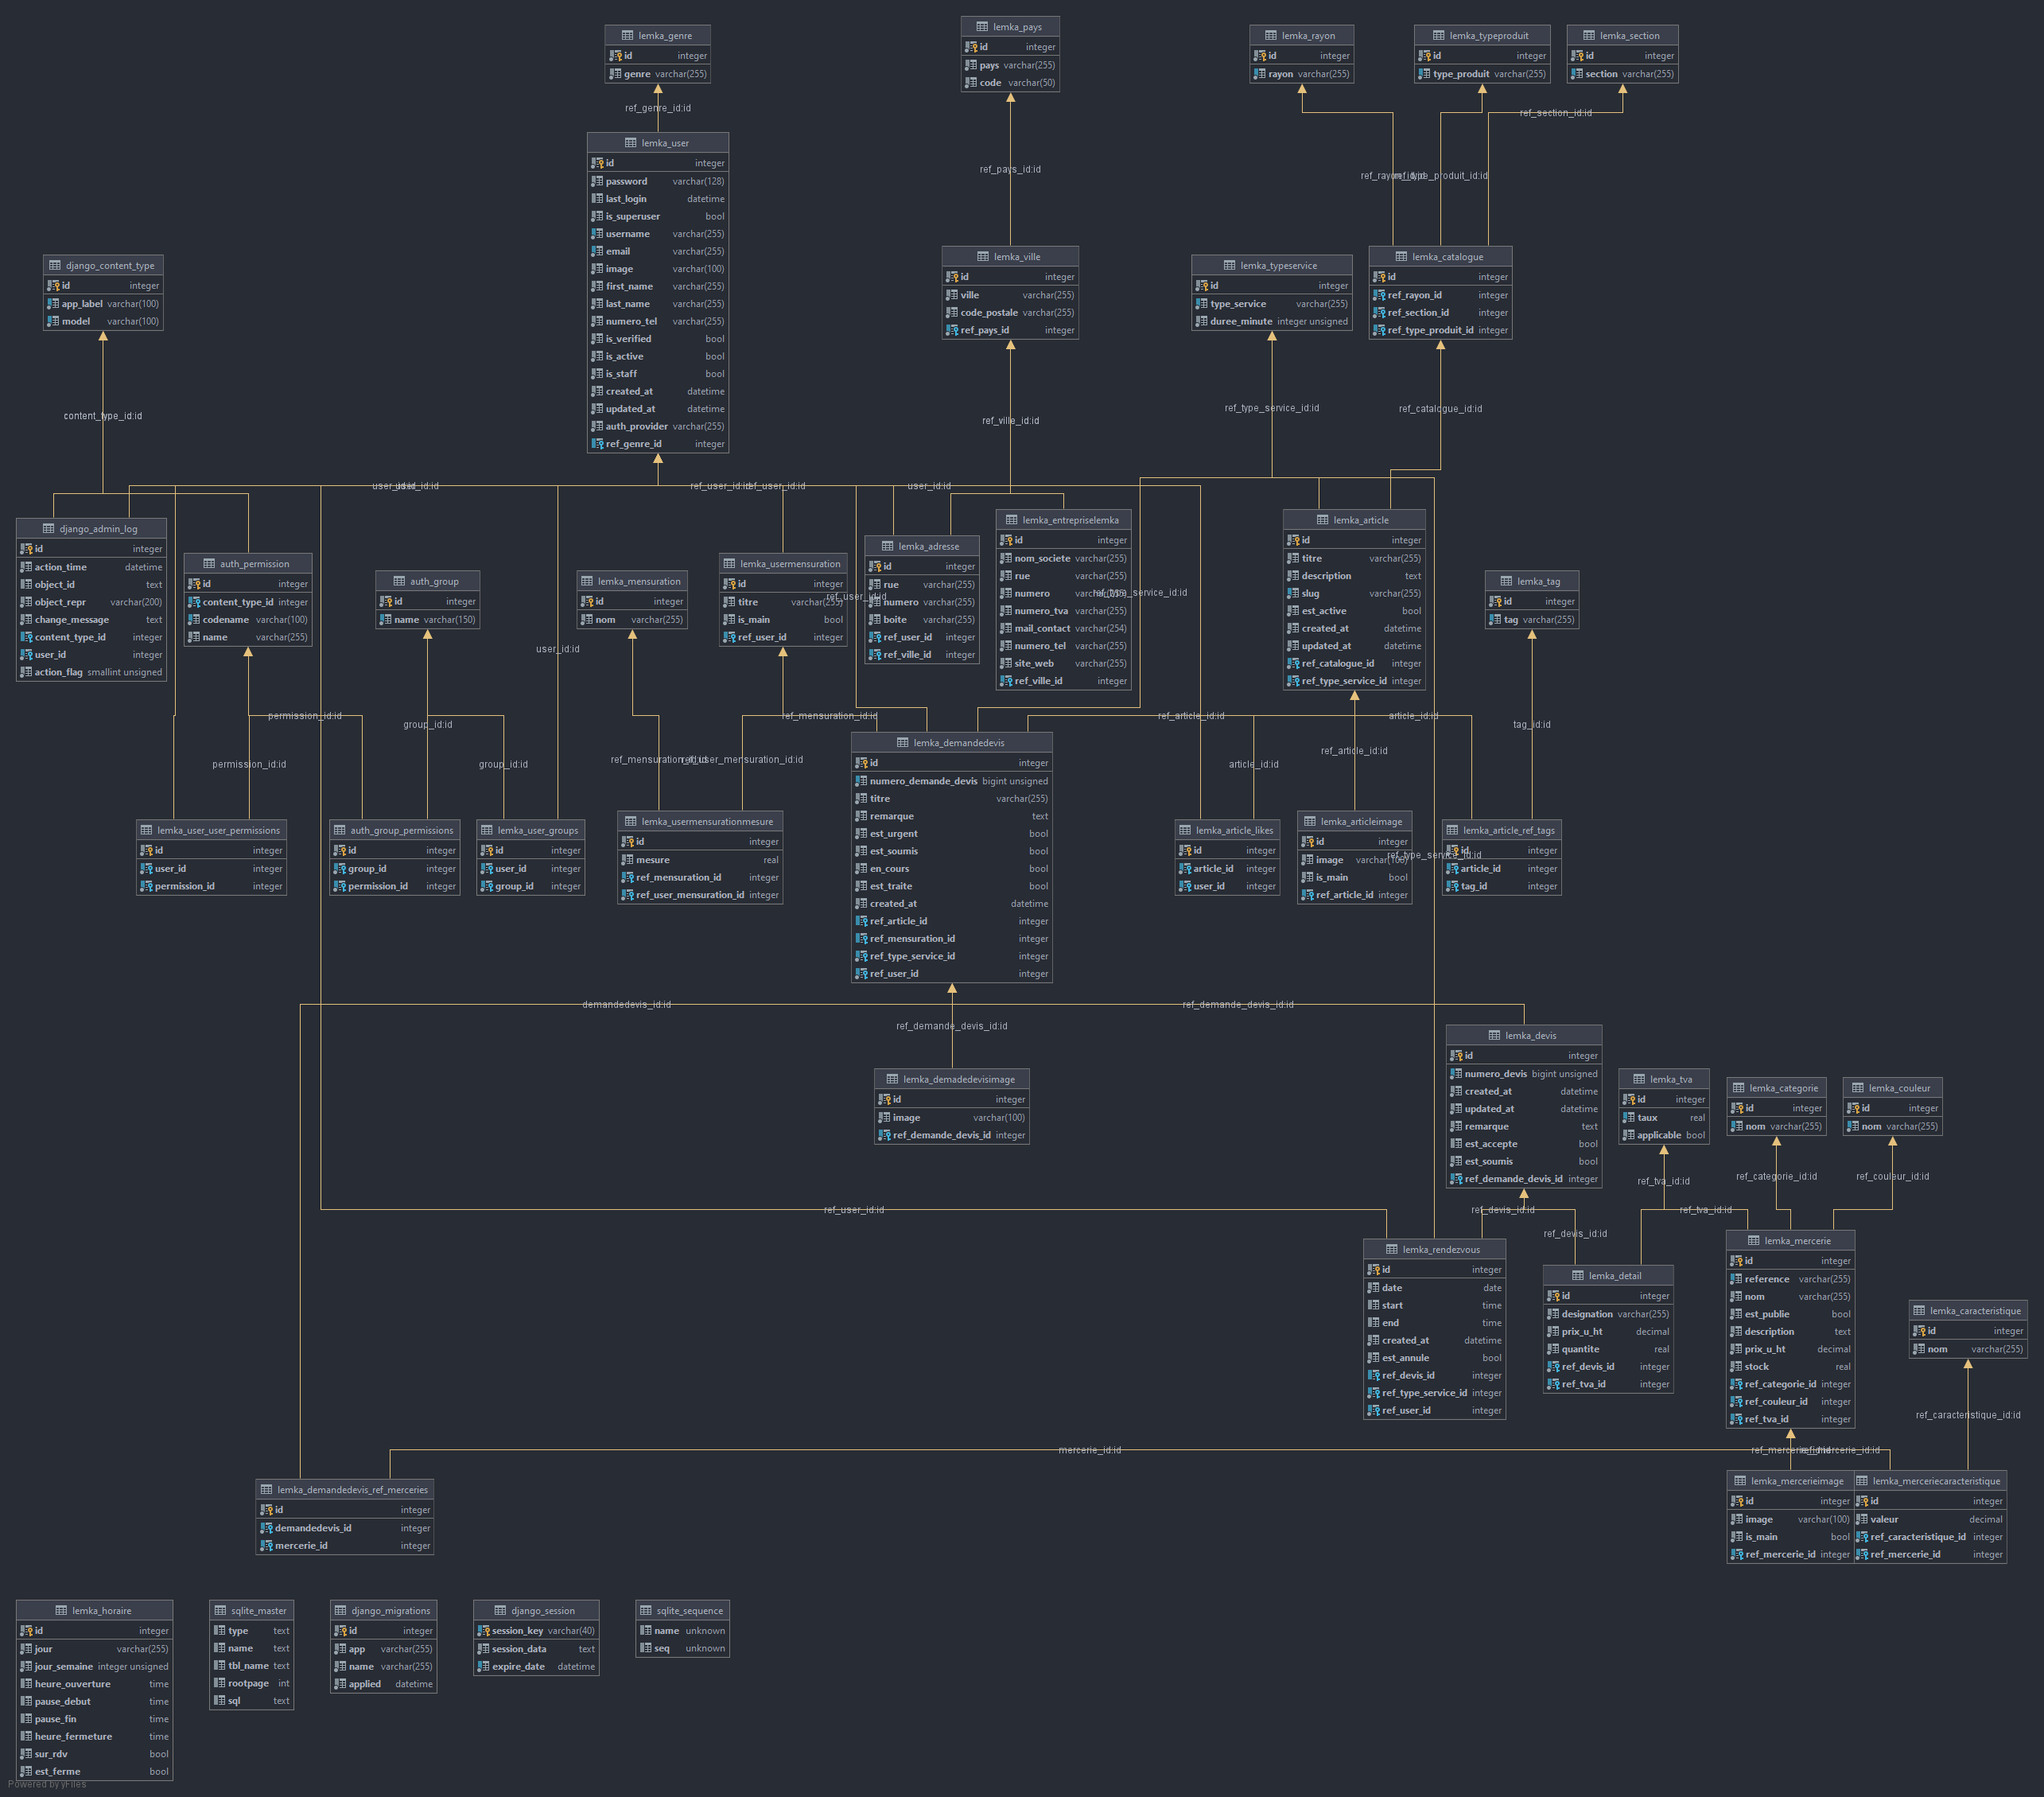 lemka_genre
id integer
genre varchar(255)
lemka_pays
id integer
pays varchar(255)
code varchar(50)
lemka_rayon
id integer
rayon varchar(255)
lemka_typeproduit
id integer
type_produit varchar(255)
lemka_section
id integer
section varchar(255)
ref_genre_id:id
ref_pays_id:id
ref_section_id:id
ref_type_produit_id:id
lemka_user
id integer
password varchar(128)
last_login datetime
is_superuser bool
username varchar(255)
email varchar(255)
image varchar(100)
first_name varchar(255)
last_name varchar(255)
numero_tel varchar(255)
is_verified bool
is_active bool
is_staff bool
created_at datetime
updated_at datetime
auth_provider varchar(255)
ref_genre_id integer
django_content_type
id integer
app_label varchar(100)
model varchar(100)
lemka_ville
id integer
ville varchar(255)
code_postale varchar(255)
ref_pays_id integer
lemka_typeservice
id integer
type_service varchar(255)
duree_minute integer unsigned
lemka_catalogue
id integer
ref_rayon_id integer
ref_section_id integer
ref_type_produit_id integer
content_type_id:id
ref_ville_id:id
ref_type_service_id:id
ref_catalogue_id:id
user_id:id
ref_user_id:id
ref_user_id:id
user_id:id
django_admin_log
id integer
action_time datetime
object_id text
object_repr varchar(200)
change_message text
content_type_id integer
user_id integer
action_flag smallint unsigned
auth_permission
id integer
content_type_id integer
codename varchar(100)
name varchar(255)
auth_group
id integer
name varchar(150)
lemka_mensuration
id integer
nom varchar(255)
lemka_usermensuration
id integer
titre varchar(255)
is_main bool
ref_user_id integer
ref_user_id:id
lemka_adresse
id integer
rue varchar(255)
numero varchar(255)
boite varchar(255)
ref_user_id integer
ref_ville_id integer
lemka_entrepriselemka
id integer
nom_societe varchar(255)
rue varchar(255)
numero varchar(255)
numero_tva varchar(255)
mail_contact varchar(254)
numero_tel varchar(255)
site_web varchar(255)
ref_ville_id integer
ref_type_service_id:id
lemka_article
id integer
titre varchar(255)
description text
slug varchar(255)
est_active bool
created_at datetime
updated_at datetime
ref_catalogue_id integer
ref_type_service_id integer
lemka_tag
id integer
tag varchar(255)
user_id:id
permission_id:id
group_id:id
ref_mensuration_id:id
ref_article_id:id
article_id:id
tag_id:id
permission_id:id
group_id:id
ref_mensuration_id:id
ref_user_mensuration_id:id
ref_article_id:id
article_id:id
lemka_demandedevis
id integer
numero_demande_devis bigint unsigned
titre varchar(255)
remarque text
est_urgent bool
est_soumis bool
en_cours bool
est_traite bool
created_at datetime
ref_article_id integer
ref_mensuration_id integer
ref_type_service_id integer
ref_user_id integer
lemka_user_user_permissions
id integer
user_id integer
permission_id integer
auth_group_permissions
id integer
group_id integer
permission_id integer
lemka_user_groups
id integer
user_id integer
group_id integer
lemka_usermensurationmesure
id integer
mesure real
ref_mensuration_id integer
ref_user_mensuration_id integer
lemka_article_likes
id integer
article_id integer
user_id integer
lemka_articleimage
id integer
image varchar(100)
is_main bool
ref_article_id integer
ref_type_service_id:id
lemka_article_ref_tags
id integer
article_id integer
tag_id integer
demandedevis_id:id
ref_demande_devis_id:id
ref_demande_devis_id:id
lemka_demadedevisimage
id integer
image varchar(100)
ref_demande_devis_id integer
lemka_devis
id integer
numero_devis bigint unsigned
created_at datetime
updated_at datetime
remarque text
est_accepte bool
est_soumis bool
ref_demande_devis_id integer
lemka_tva
id integer
taux real
applicable bool
lemka_categorie
id integer
nom varchar(255)
lemka_couleur
id integer
nom varchar(255)
ref_tva_id:id
ref_categorie_id:id
ref_couleur_id:id
ref_user_id:id
ref_devis_id:id
ref_tva_id:id
ref_devis_id:id
lemka_rendezvous
id integer
date date
start time
end time
created_at datetime
est_annule bool
ref_devis_id integer
ref_type_service_id integer
ref_user_id integer
lemka_detail
id integer
designation varchar(255)
prix_u_ht decimal
quantite real
ref_devis_id integer
ref_tva_id integer
lemka_mercerie
id integer
reference varchar(255)
nom varchar(255)
est_publie bool
description text
prix_u_ht decimal
stock real
ref_categorie_id integer
ref_couleur_id integer
ref_tva_id integer
lemka_caracteristique
id integer
nom varchar(255)
ref_caracteristique_id:id
mercerie_id:id
ref_mercerie_id:id
ref_mercerie_id:id
lemka_demandedevis_ref_merceries
id integer
demandedevis_id integer
mercerie_id integer
lemka_mercerieimage
id integer
image varchar(100)
is_main bool
ref_mercerie_id integer
lemka_merceriecaracteristique
id integer
valeur decimal
ref_caracteristique_id integer
ref_mercerie_id integer
lemka_horaire
id integer
jour varchar(255)
jour_semaine integer unsigned
heure_ouverture time
pause_debut time
pause_fin time
heure_fermeture time
sur_rdv bool
est_ferme bool
sqlite_master
type text
name text
tbl_name text
rootpage int
sql text
django_migrations
id integer
app varchar(255)
name varchar(255)
applied datetime
django_session
session_key varchar(40)
session_data text
expire_date datetime
sqlite_sequence
name unknown
seq unknown
Powered by yFiles